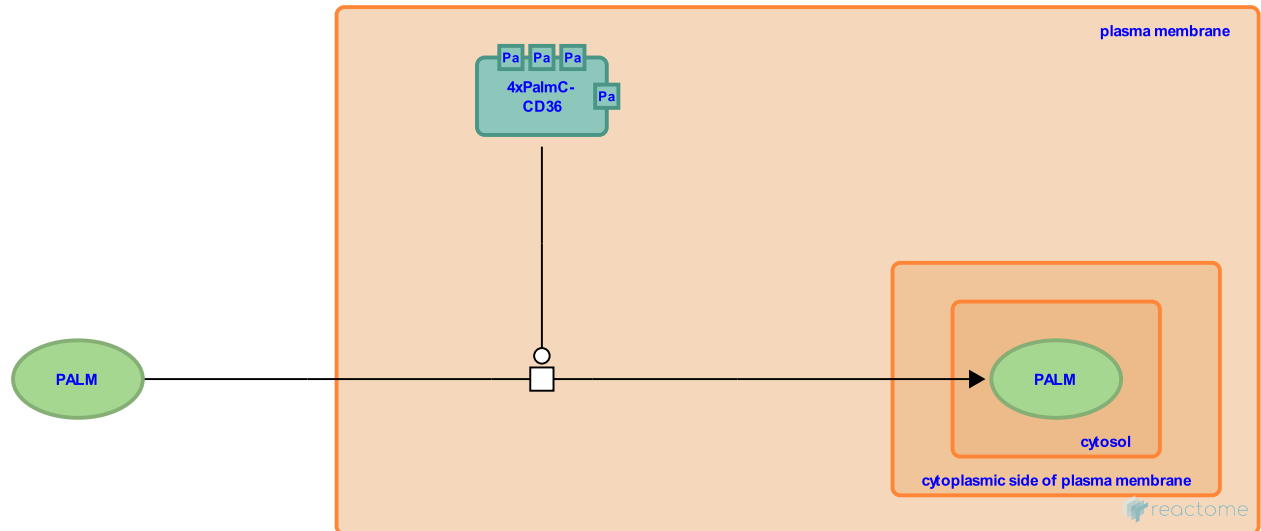 plasma membrane
Pa Pa Pa
4xPalmC-
CD36
Pa
PALM
PALM
cytosol
cytoplasmic side of plasma membrane
reactome